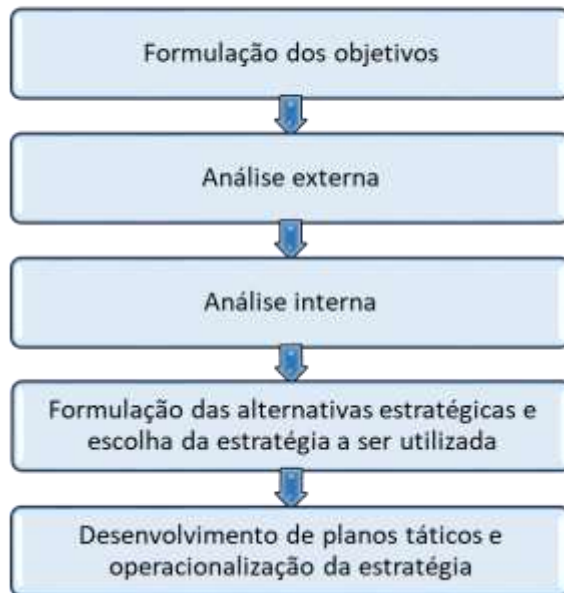 Formulação dos objetivos
Análise externa
Análise interna
Formulação das alternativas estratégicas e
escolha da estratégia a ser utilizada
Desenvolvimento de planos táticos e
operacionalização da estratégia